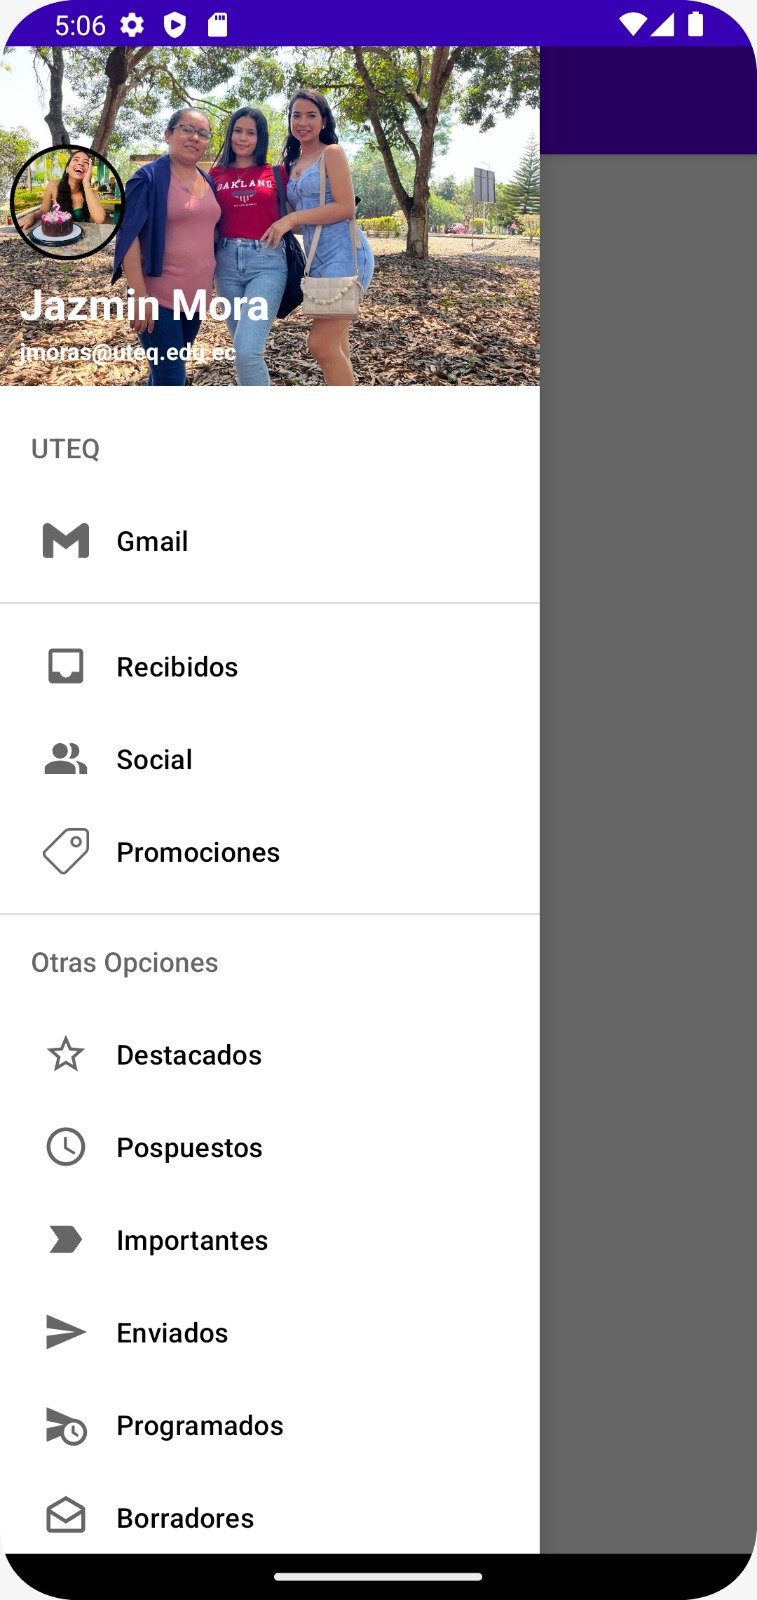 5:06
OAKLAND
Jazmin Mora
jmoras@uteq.edu.ec
UTEQ
Gmail
Recibidos
Social
Promociones
Otras Opciones
Destacados
Pospuestos
Importantes
Enviados
Programados
Borradores